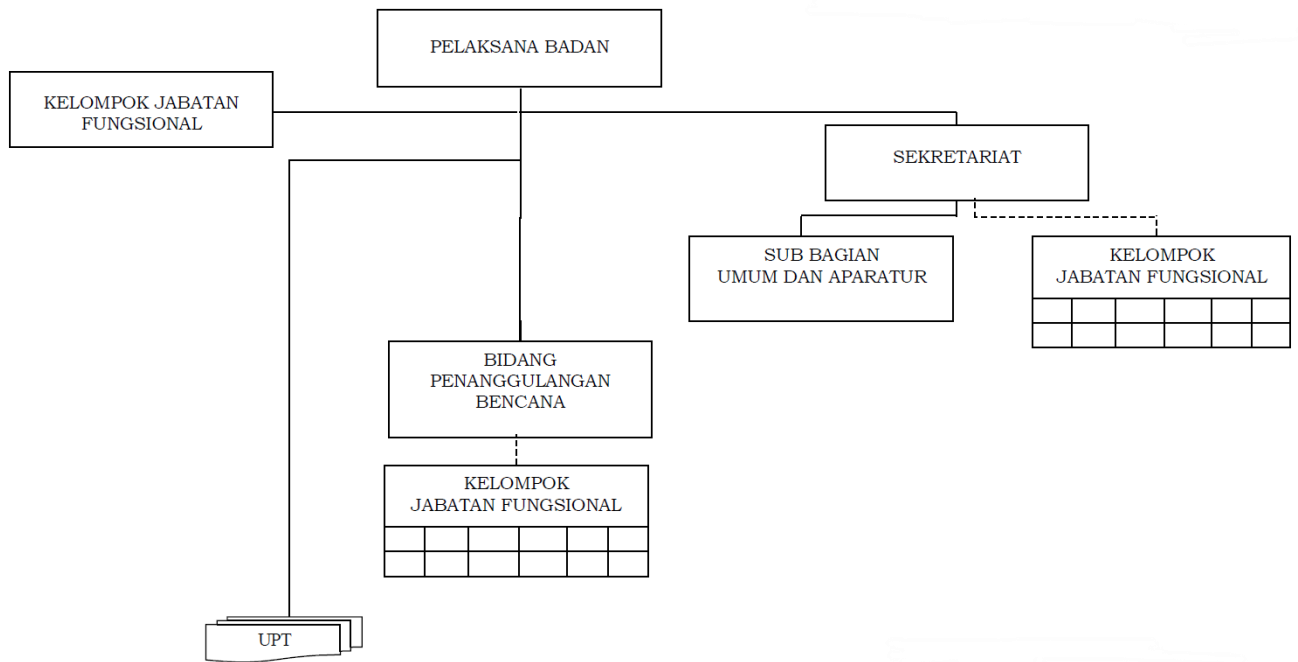 PELAKSANA BADAN
KELOMPOK JABATAN
FUNGSIONAL
SEKRETARIAT
SUB BAGIAN
UMUM DAN APARATUR
KELOMPOK
JABATAN FUNGSIONAL
BIDANG
PENANGGULANGAN
BENCANA
KELOMPOK
JABATAN FUNGSIONAL
UPT